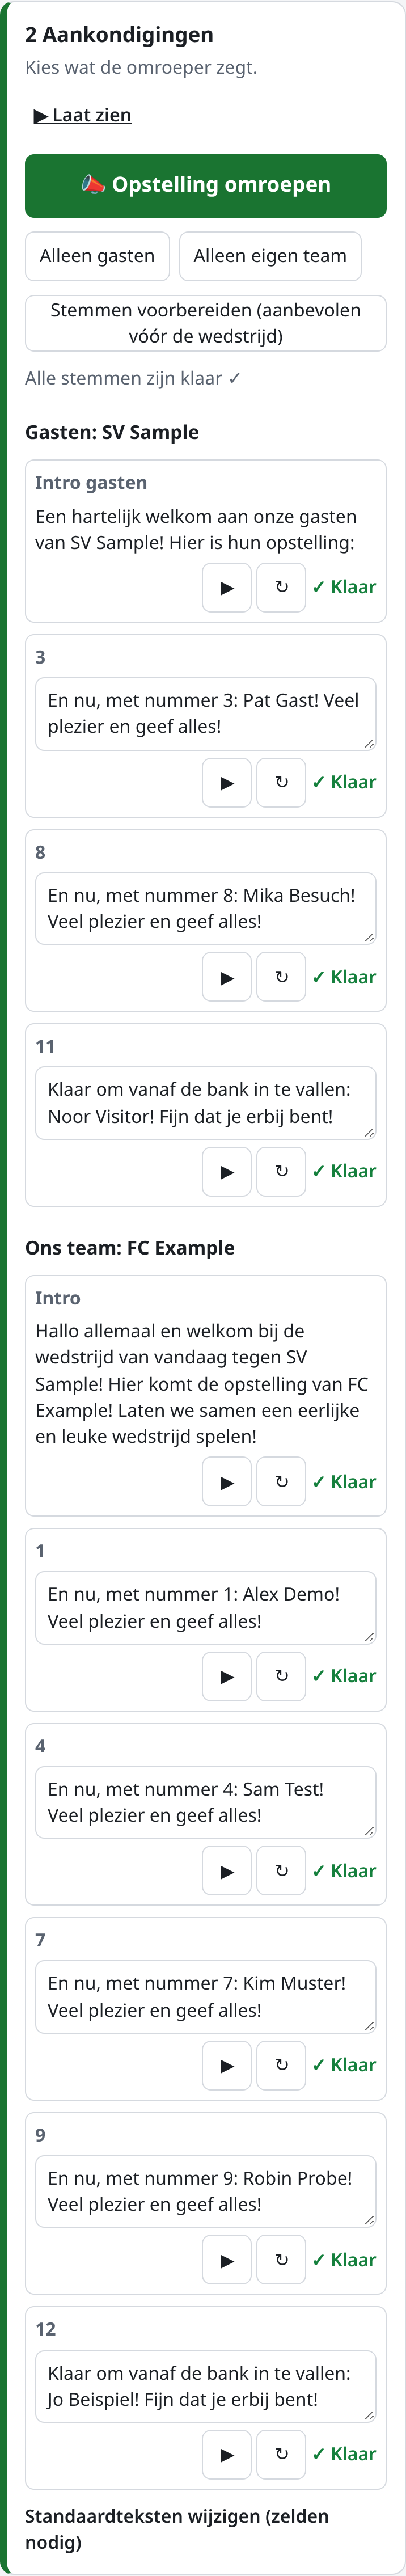 2 Aankondigingen
Kies wat de omroeper zegt.
▶ Laat zien
📣 Opstelling omroepen
Alleen gasten
Alleen eigen team
Stemmen voorbereiden (aanbevolen
vóór de wedstrijd)
Alle stemmen zijn klaar ✓
Gasten: SV Sample
Intro gasten
Een hartelijk welkom aan onze gasten
van SV Sample! Hier is hun opstelling:
▶ ↻ ✓ Klaar
3
En nu, met nummer 3: Pat Gast! Veel
plezier en geef alles!
▶ ↻ ✓ Klaar
8
En nu, met nummer 8: Mika Besuch!
Veel plezier en geef alles!
▶ ↻ ✓ Klaar
11
Klaar om vanaf de bank in te vallen:
Noor Visitor! Fijn dat je erbij bent!
▶ ↻ ✓ Klaar
Ons team: FC Example
Intro
Hallo allemaal en welkom bij de
wedstrijd van vandaag tegen SV
Sample! Hier komt de opstelling van FC
Example! Laten we samen een eerlijke
en leuke wedstrijd spelen!
▶ ↻ ✓ Klaar
1
En nu, met nummer 1: Alex Demo!
Veel plezier en geef alles!
▶ ↻ ✓ Klaar
4
En nu, met nummer 4: Sam Test!
Veel plezier en geef alles!
▶ ↻ ✓ Klaar
7
En nu, met nummer 7: Kim Muster!
Veel plezier en geef alles!
▶ ↻ ✓ Klaar
9
En nu, met nummer 9: Robin Probe!
Veel plezier en geef alles!
▶ ↻ ✓ Klaar
12
Klaar om vanaf de bank in te vallen:
Jo Beispiel! Fijn dat je erbij bent!
▶ ↻ ✓ Klaar
Standaardteksten wijzigen (zelden
nodig)